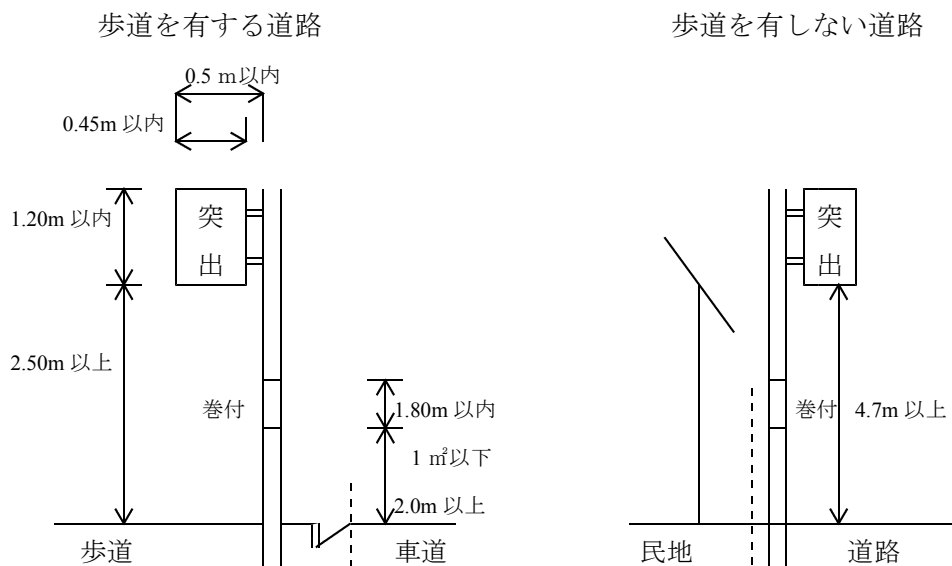 歩道を有する道路
0.5 m以内
0.45m 以内
1.20m 以内
突
出
2.50m 以上
巻付
1.80m 以内
1 ㎡以下
2.0m 以上
歩道
車道
歩道を有しない道路
突
出
巻付
4.7m 以上
民地
道路